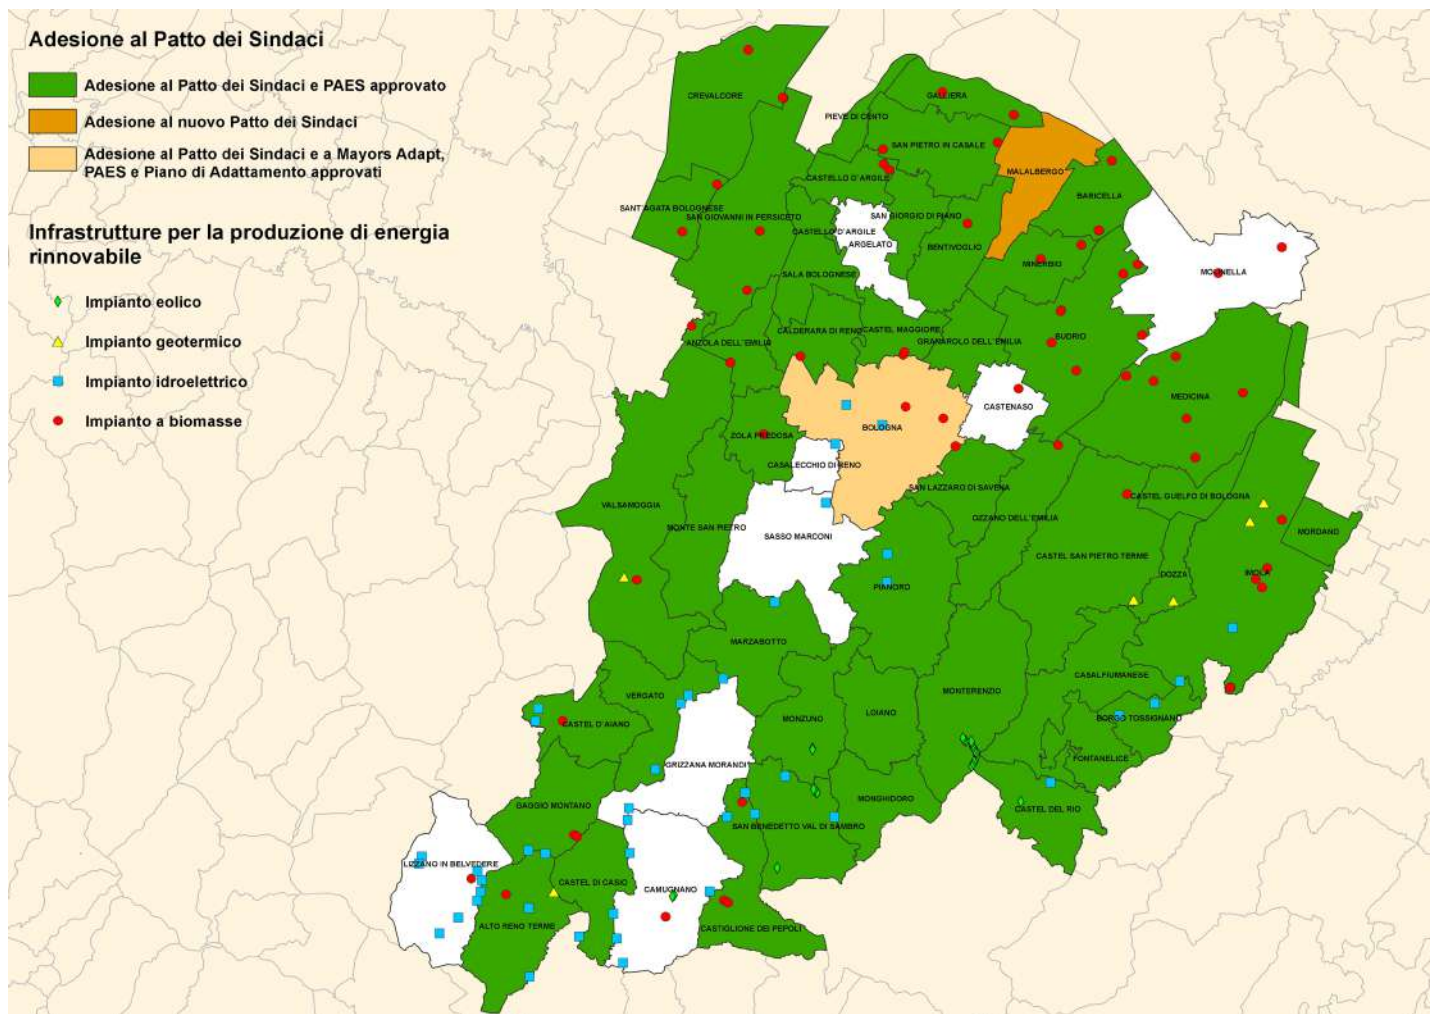 Adesione al Patto dei Sindaci
Adesione al Patto dei Sindaci e PAES approvato
Adesione al nuovo Patto dei Sindaci
Adesione al Patto dei Sindaci e a Mayors Adapt,
PAES e Piano di Adattamento approvati
Infrastrutture per la produzione di energia
rinnovabile
Impianto eolico
Impianto geotermico
Impianto idroelettrico
Impianto a biomasse
CREVALCORE
GALLIERA
PIEVE DI CENTO
SAN PIETRO IN CASALE
MALALBERGO
CASTELLO D'ARGILE
BARICELLA
SANT'AGATA BOLOGNESE
SAN GIOVANNI IN PERSICETO
SAN GIORGIO DI PIANO
CASTELLO D'ARGILE
ARGELATO
BENTIVOGLIO
MINERBIO
MOLINELLA
SALA BOLOGNESE
CALDERARA DI RENO
CASTEL MAGGIORE
ANZOLA DELL'EMILIA
GRANAROLO DELL'EMILIA
BUDRIO
MEDICINA
CASTENASO
BOLOGNA
ZOLA PREDOSA
CASALECCHIO DI RENO
SAN LAZZARO DI SAVENA
CASTEL GUELFO DI BOLOGNA
VALSAMOGGIA
OZZANO DELL'EMILIA
MONTE SAN PIETRO
MORDANO
SASSO MARCONI
CASTEL SAN PIETRO TERME
DOZZA
IMOLA
PIANORO
MARZABOTTO
CASALFIUMANESE
MONTERENZIO
VERGATO
LOIANO
MONZUNO
BORGO TOSSIGNANO
CASTEL D'AIANO
FONTANELICE
GRIZZANA MORANDI
MONGHIDORO
GAGGIO MONTANO
CASTEL DEL RIO
SAN BENEDETTO VAL DI SAMBRO
LIZZANO IN BELVEDERE
CASTEL DI CASIO
CAMUGNANO
ALTO RENO TERME
CASTIGLIONE DEI PEPOLI